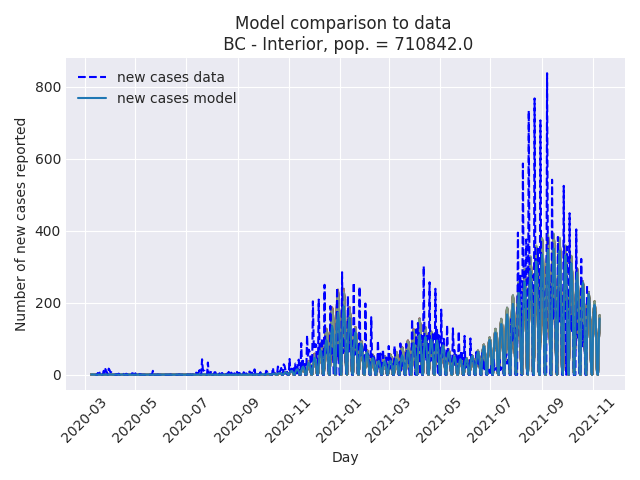 Model comparison to data
BC - Interior, pop. = 710842.0
new cases data
new cases model
Number of new cases reported
800
600
400
200
0
2020-03
2020-05
2020-07
2020-09
2020-11
2021-01
2021-03
2021-05
2021-07
2021-09
2021-11
Day